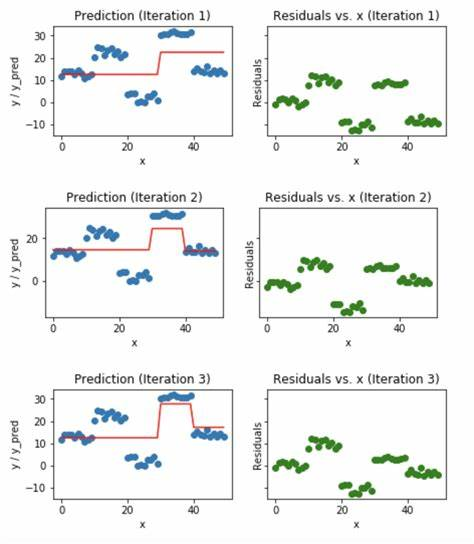 Prediction (Iteration 1)
Residuals vs. x (Iteration 1)
y / y_pred
30
20
10
0
−10
0
20
40
x
Residuals
0
20
40
x
Prediction (Iteration 2)
Residuals vs. x (Iteration 2)
y / y_pred
20
0
0
20
40
x
Residuals
0
20
40
x
Prediction (Iteration 3)
Residuals vs. x (Iteration 3)
y / y_pred
30
20
10
0
−10
0
20
40
x
Residuals
0
20
40
x